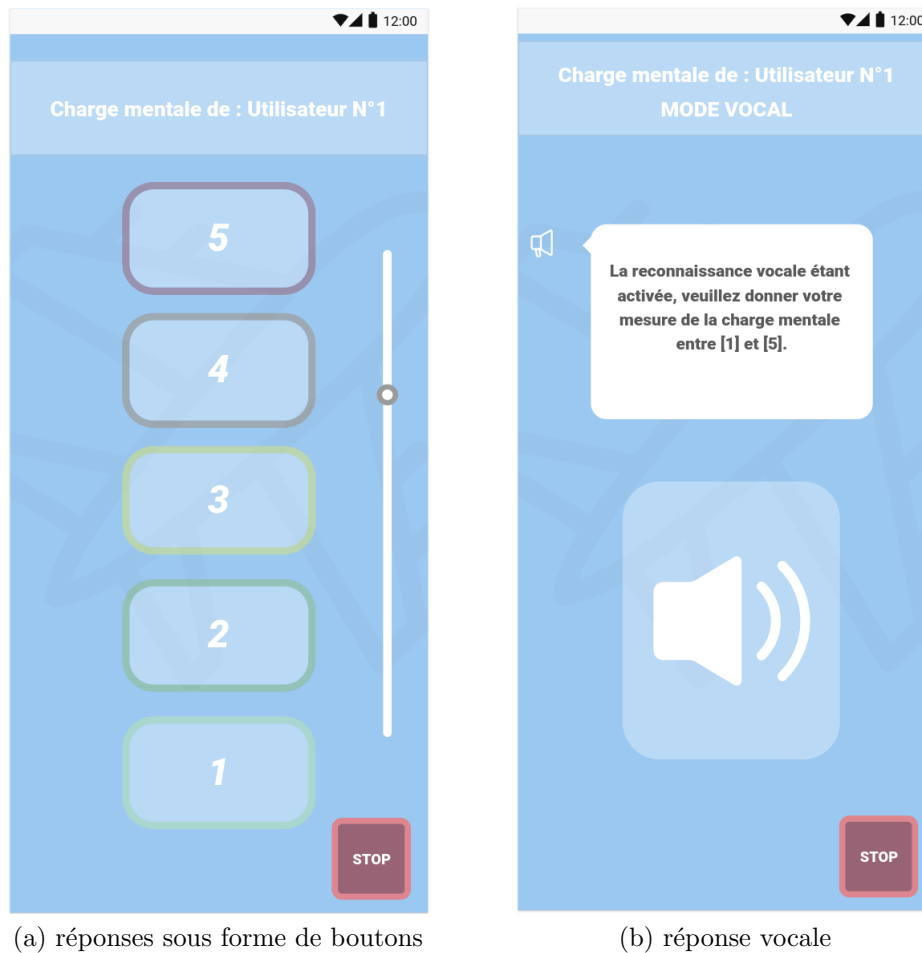 12:00
Charge mentale de : Utilisateur N°1
5
4
3
2
1
STOP
(a) réponses sous forme de boutons
12:00
Charge mentale de : Utilisateur N°1
MODE VOCAL
La reconnaissance vocale étant
activée, veuillez donner votre
mesure de la charge mentale
entre [1] et [5].
STOP
(b) réponse vocale